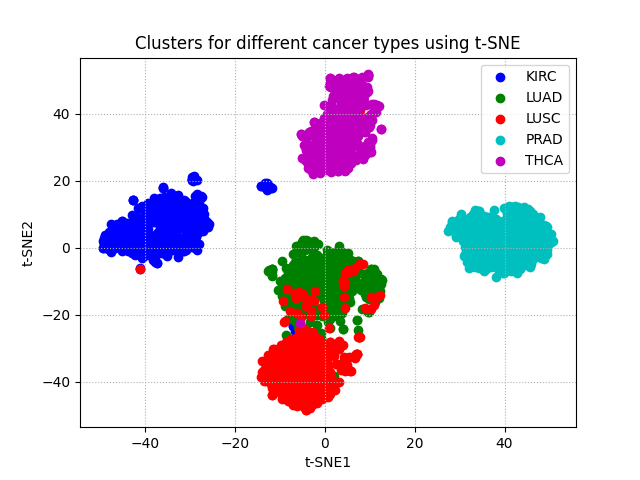 Clusters for different cancer types using t-SNE
KIRC
LUAD
LUSC
PRAD
THCA
40
20
0
−20
−40
t-SNE2
−40
−20
0
20
40
t-SNE1